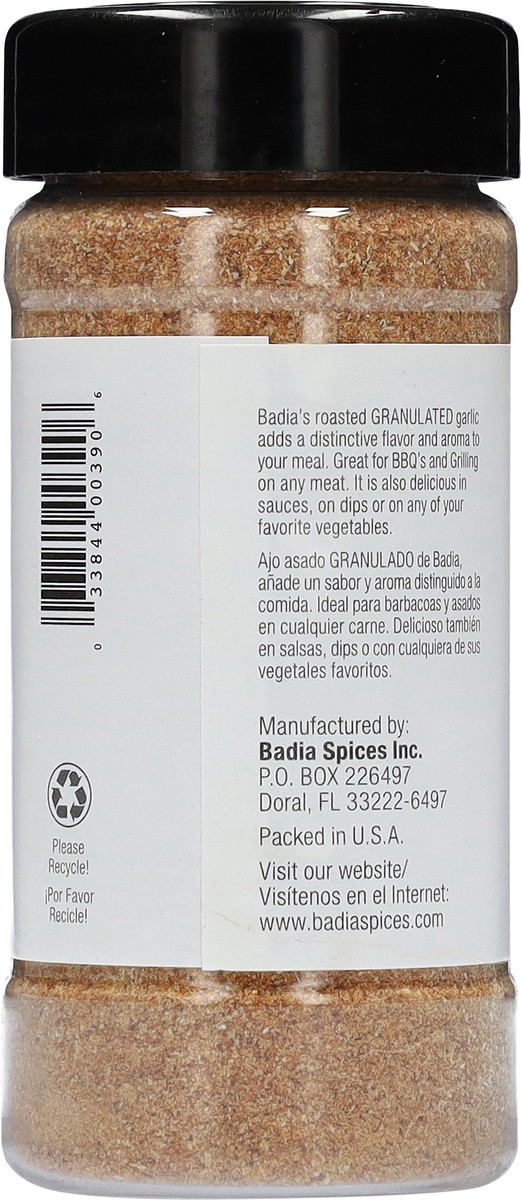 0 33844 00390 6
Please
Recycle!
¡Por Favor
Recicle!
Badia's roasted GRANULATED garlic
adds a distinctive flavor and aroma to
your meal. Great for BBQ's and Grilling
on any meat. It is also delicious in
sauces, on dips or on any of your
favorite vegetables.
Ajo asado GRANULADO de Badia,
añade un sabor y aroma distinguido a la
comida. Ideal para barbacoas y asados
en cualquier carne. Delicioso también
en salsas, dips o con cualquiera de sus
vegetales favoritos.
Manufactured by:
Badia Spices Inc.
P.O. BOX 226497
Doral, FL 33222-6497
Packed in U.S.A.
Visit our website/
Visítenos en el Internet:
www.badiaspices.com